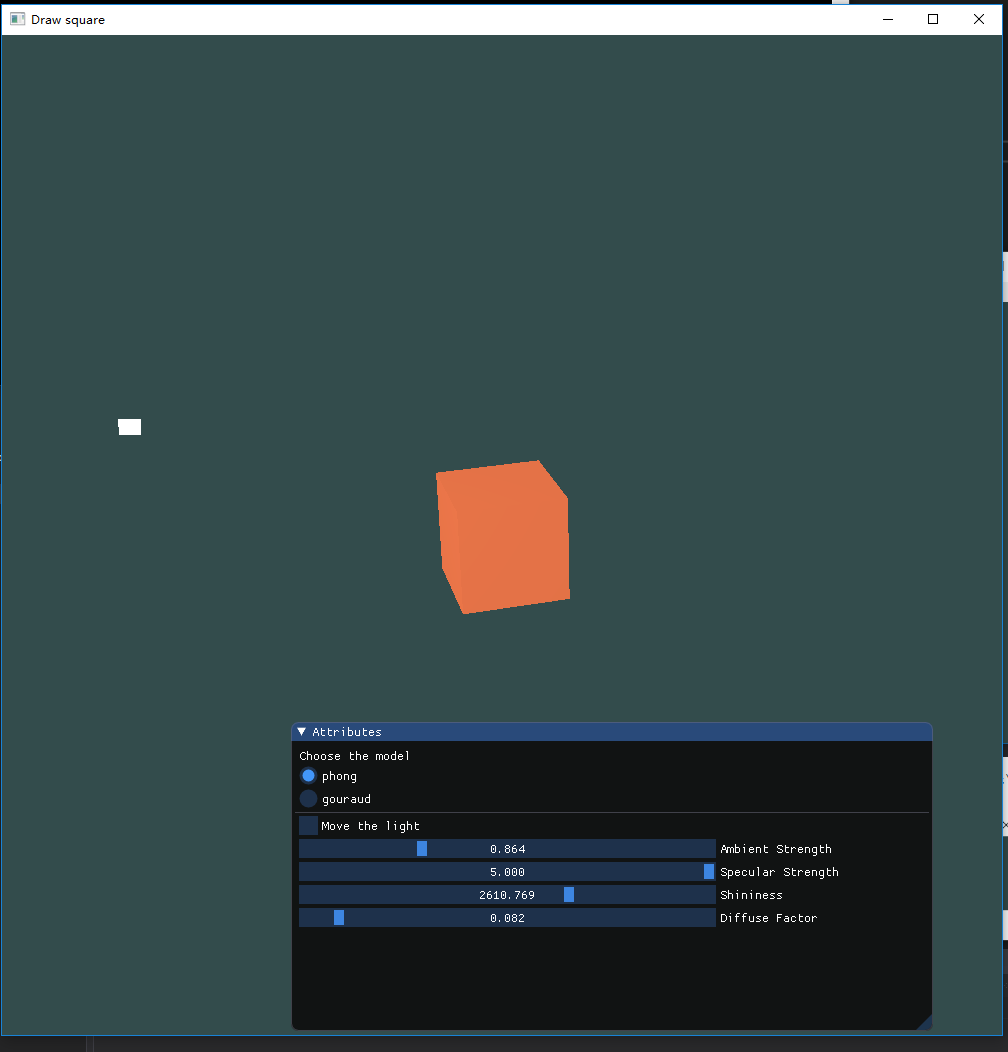 Draw square
Attributes
Choose the model
phong
gouraud
Move the light
0.864 Ambient Strength
5.000 Specular Strength
2610.769 Shininess
0.082 Diffuse Factor